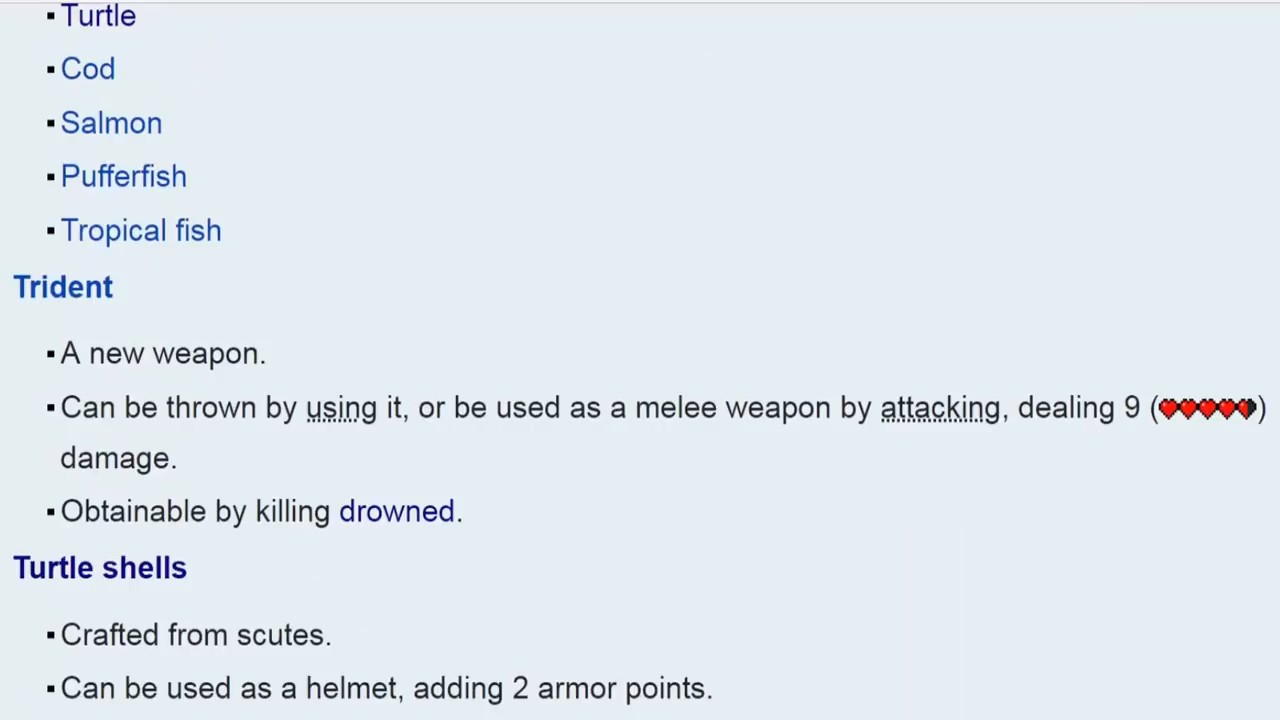 Turtle
Cod
Salmon
Pufferfish
Tropical fish
Trident
A new weapon.
Can be thrown by using it, or be used as a melee weapon by attacking, dealing 9 ()
damage.
Obtainable by killing drowned.
Turtle shells
Crafted from scutes.
Can be used as a helmet, adding 2 armor points.